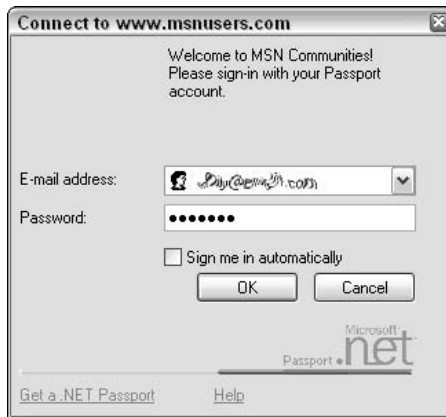 Connect to www.msnusers.com
Welcome to MSN Communities!
Please sign-in with your Passport
account.
E-mail address:
Password:
Sign me in automatically
OK Cancel
Microsoft
Passport .net
Get a .NET Passport Help